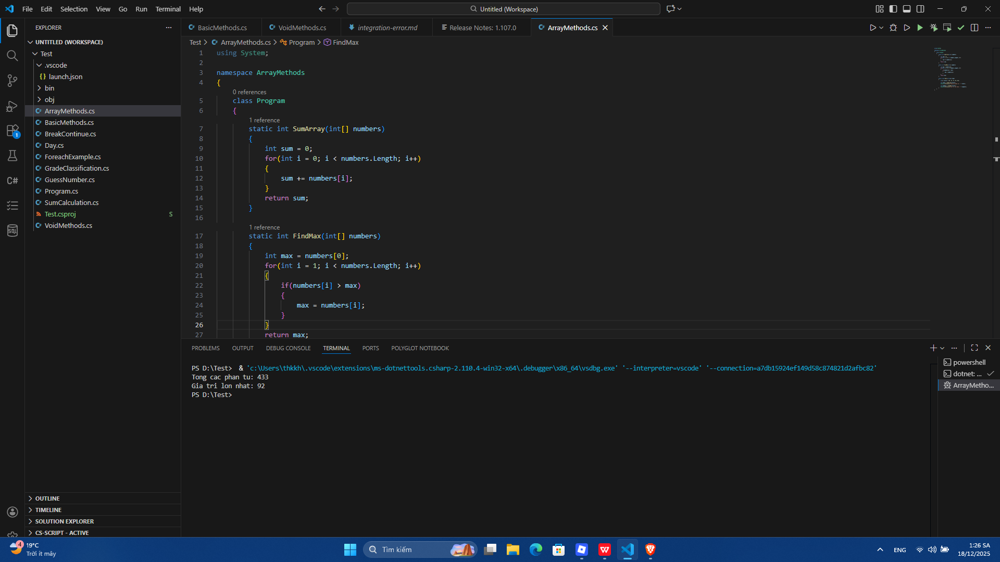 File Edit Selection View Go Run Terminal Help
Untitled (Workspace)
EXPLORER
UNTITLED (WORKSPACE)
Test
.vscode
{} launch.json
bin
obj
C# ArrayMethods.cs
C# BasicMethods.cs
C# BreakContinue.cs
C# Day.cs
C# ForeachExample.cs
C# GradeClassification.cs
C# GuessNumber.cs
C# Program.cs
C# SumCalculation.cs
Test.csproj S
C# VoidMethods.cs
1
C#
SQL
OUTLINE
TIMELINE
SOLUTION EXPLORER
CS-SCRIPT - ACTIVE
BasicMethods.cs VoidMethods.cs integration-error.md Release Notes: 1.107.0 ArrayMethods.cs
Test > ArrayMethods.cs > Program > FindMax
1 using System;
2
3 namespace ArrayMethods
4 {
0 references
5 class Program
6 {
1 reference
7 static int SumArray(int[] numbers)
8 {
9 int sum = 0;
10 for(int i = 0; i < numbers.Length; i++)
11 {
12 sum += numbers[i];
13 }
14 return sum;
15 }
16
1 reference
17 static int FindMax(int[] numbers)
18 {
19 int max = numbers[0];
20 for(int i = 1; i < numbers.Length; i++)
21 {
22 if(numbers[i] > max)
23 {
24 max = numbers[i];
25 }
26 }
27 return max;
PROBLEMS OUTPUT DEBUG CONSOLE TERMINAL PORTS POLYGLOT NOTEBOOK
PS D:\Test> & 'c:\Users\thkkh\.vscode\extensions\ms-dotnettools.csharp-2.110.4-win32-x64\.debugger\x86_64\vsdbg.exe' '--interpreter=vscode' '--connection=a7db15924ef149d58c874821d2afbc82'
Tong cac phan tu: 433
Gia tri lon nhat: 92
PS D:\Test>
powershell
dotnet: ...
ArrayMetho...
4
19°C
Trời ít mây
Tìm kiếm
ENG
1:26 SA
18/12/2025